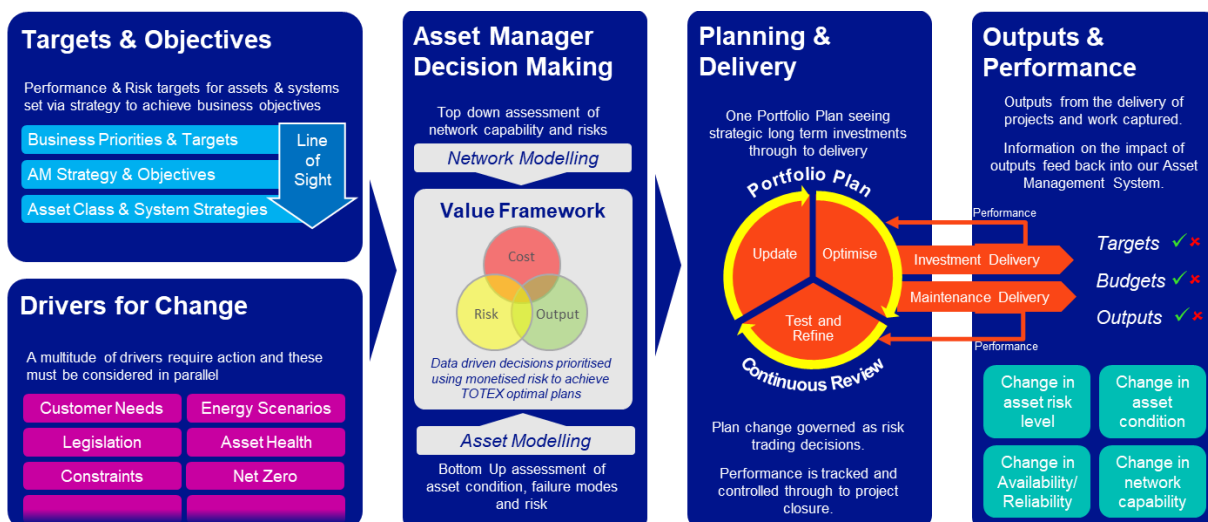 Targets & Objectives
Performance & Risk targets for assets & systems
set via strategy to achieve business objectives
Business Priorities & Targets
AM Strategy & Objectives
Asset Class & System Strategies
Line
of
Sight
Drivers for Change
A multitude of drivers require action and these
must be considered in parallel
Customer Needs
Energy Scenarios
Legislation
Asset Health
Constraints
Net Zero
Asset Manager
Decision Making
Top down assessment of
network capability and risks
Network Modelling
Value Framework
Cost
Risk
Output
Data driven decisions prioritised
using monetised risk to achieve
TOTEX optimal plans
Asset Modelling
Bottom Up assessment of
asset condition, failure modes
and risk
Planning &
Delivery
One Portfolio Plan seeing
strategic long term investments
through to delivery
Portfolio Plan
Update
Optimise
Test and
Refine
Continuous Review
Plan change governed as risk
trading decisions.
Performance is tracked and
controlled through to project
closure.
Performance
Investment Delivery
Maintenance Delivery
Performance
Outputs &
Performance
Outputs from the delivery of
projects and work captured.
Information on the impact of
outputs feed back into our Asset
Management System.
Targets ✓×
Budgets ✓×
Outputs ✓×
Change in
asset risk
level
Change in
asset
condition
Change in
Availability/
Reliability
Change in
network
capability